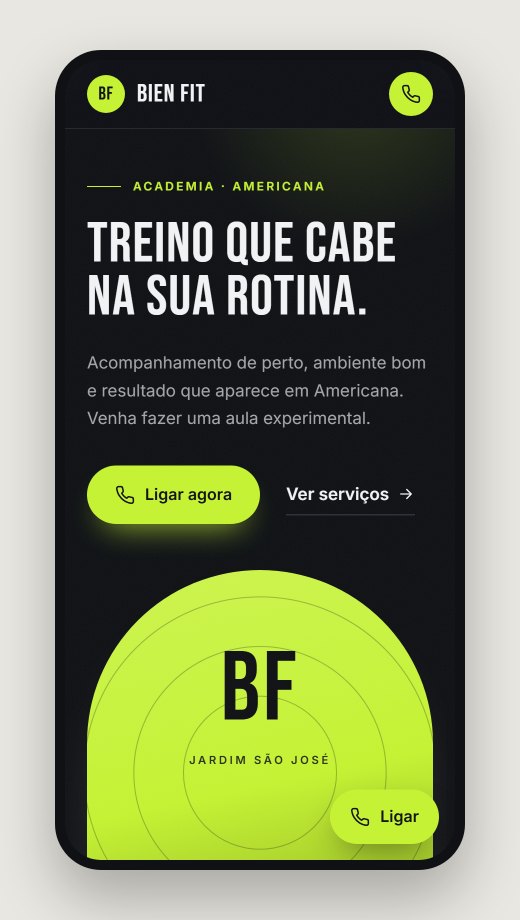 BF BIEN FIT
ACADEMIA · AMERICANA
TREINO QUE CABE
NA SUA ROTINA.
Acompanhamento de perto, ambiente bom
e resultado que aparece em Americana.
Venha fazer uma aula experimental.
Ligar agora
Ver serviços →
BF
JARDIM SÃO JOSÉ
Ligar